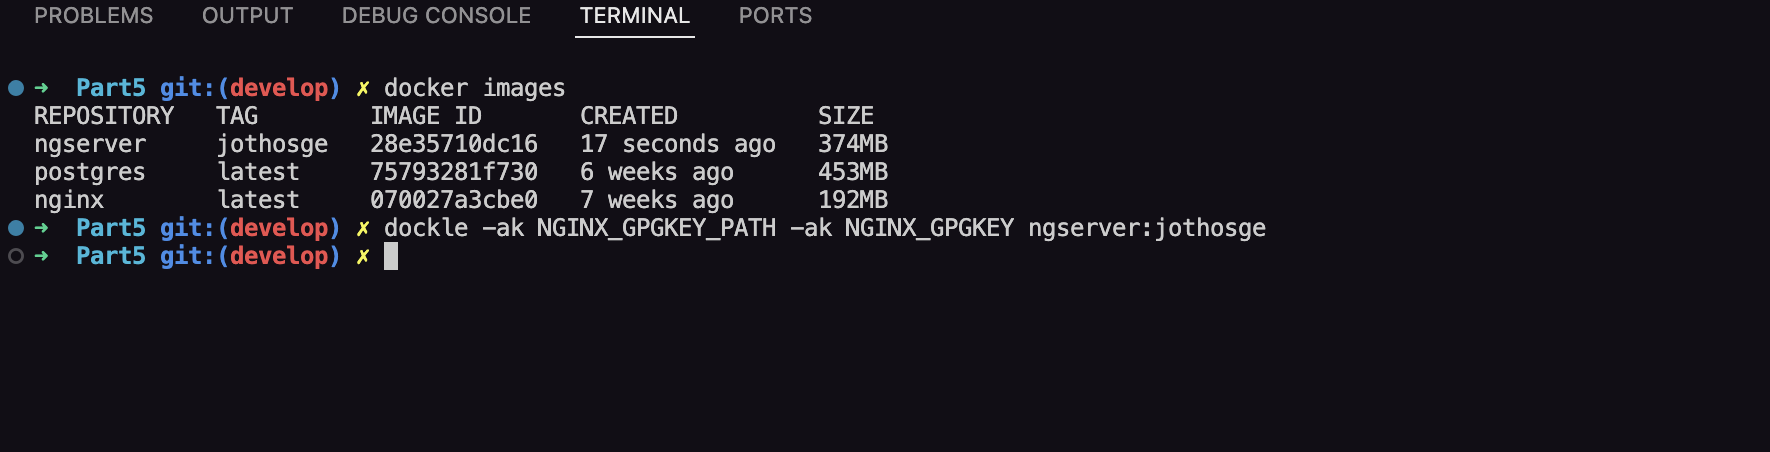 PROBLEMS OUTPUT DEBUG CONSOLE TERMINAL PORTS
➜ Part5 git:(develop) ✗ docker images
REPOSITORY TAG IMAGE ID CREATED SIZE
ngserver jothosge 28e35710dc16 17 seconds ago 374MB
postgres latest 75793281f730 6 weeks ago 453MB
nginx latest 070027a3cbe0 7 weeks ago 192MB
➜ Part5 git:(develop) ✗ dockle -ak NGINX_GPGKEY_PATH -ak NGINX_GPGKEY ngserver:jothosge
➜ Part5 git:(develop) ✗